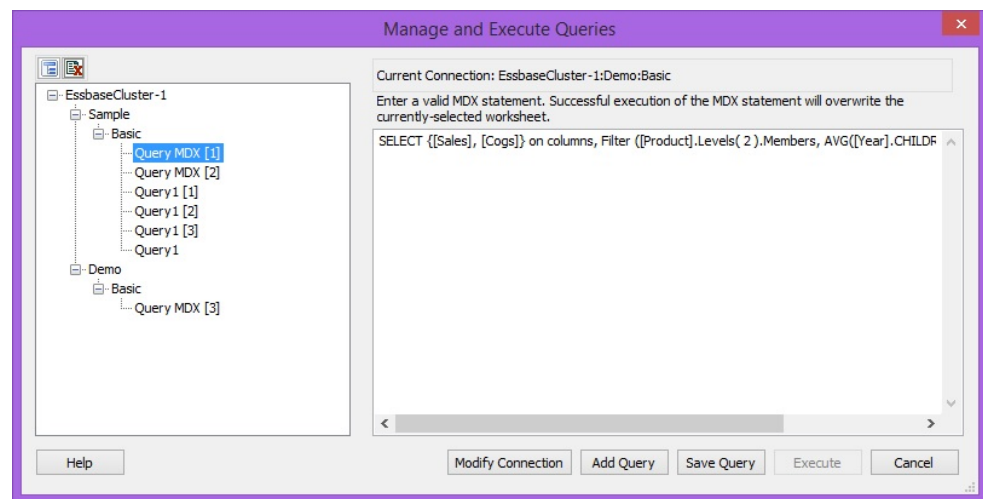 Manage and Execute Queries
Current Connection: EssbaseCluster-1:Demo:Basic
Enter a valid MDX statement. Successful execution of the MDX statement will overwrite the
currently-selected worksheet.
EssbaseCluster-1
Sample
Basic
Query MDX [1]
Query MDX [2]
Query1 [1]
Query1 [2]
Query1 [3]
Query1
Demo
Basic
Query MDX [3]
SELECT {[Sales], [Cogs]} on columns, Filter ([Product].Levels( 2 ).Members, AVG([Year].CHILDR
Help
Modify Connection
Add Query
Save Query
Execute
Cancel